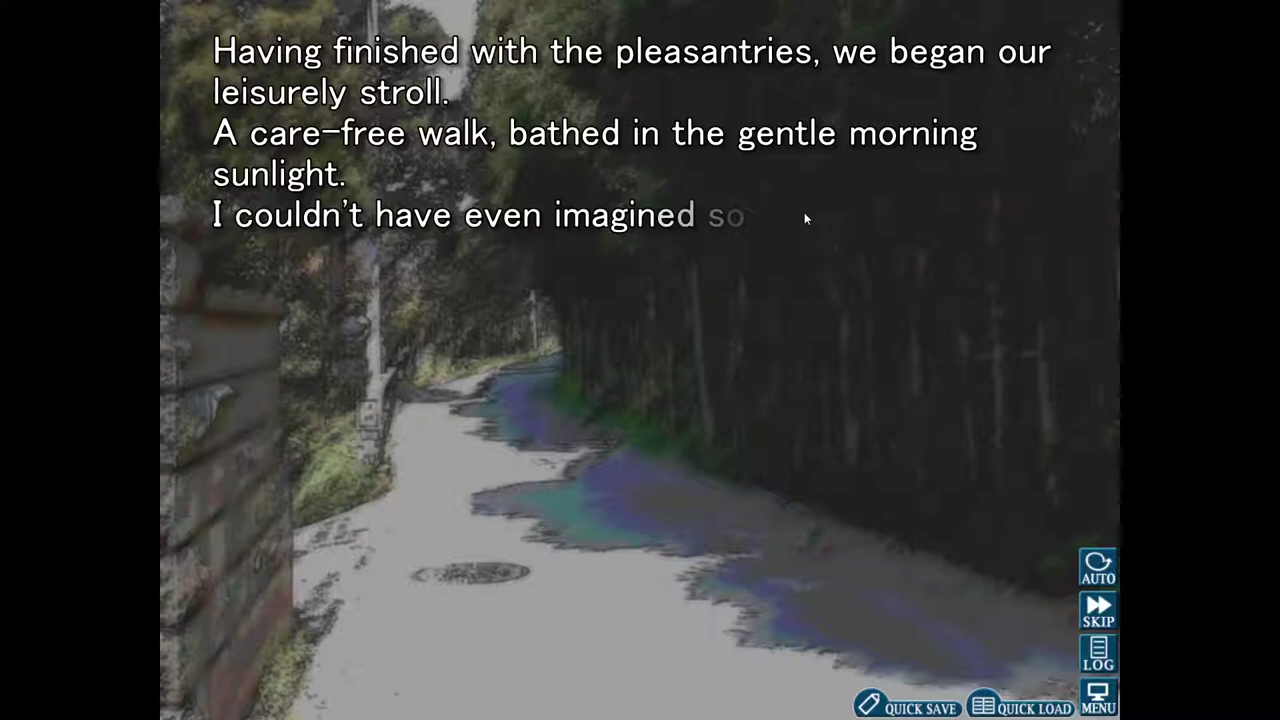 Having finished with the pleasantries, we began our
leisurely stroll.
A care-free walk, bathed in the gentle morning
sunlight.
I couldn't have even imagined so
AUTO
SKIP
LOG
MENU
QUICK SAVE
QUICK LOAD